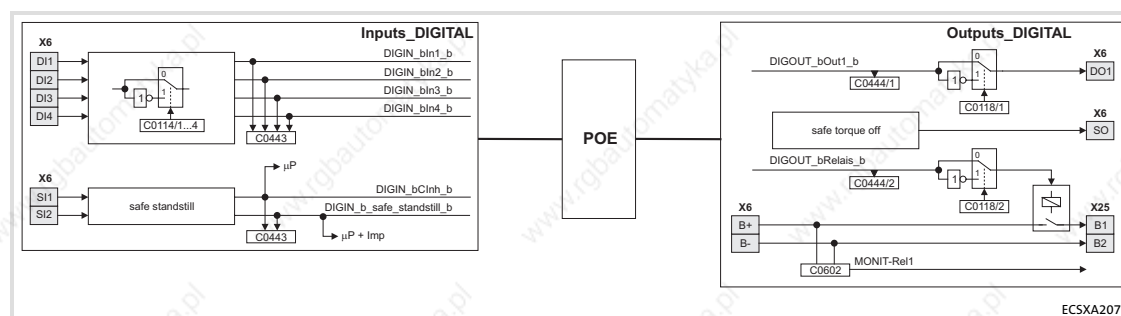 Inputs_DIGITAL
X6
DI1
DI2
DI3
DI4
0
1
1
C0114/1...4
DIGIN_bIn1_b
DIGIN_bIn2_b
DIGIN_bIn3_b
DIGIN_bIn4_b
C0443
X6
SI1
SI2
safe standstill
µP
DIGIN_bCInh_b
DIGIN_b_safe_standstill_b
C0443
µP + Imp
POE
Outputs_DIGITAL
DIGOUT_bOut1_b
C0444/1
0
1
1
C0118/1
X6
DO1
safe torque off
X6
SO
DIGOUT_bRelais_b
C0444/2
0
1
1
C0118/2
X6
B+
B-
X25
B1
B2
C0602
MONIT-Rel1
ECSXA207
www.rgbautomatyka.pl